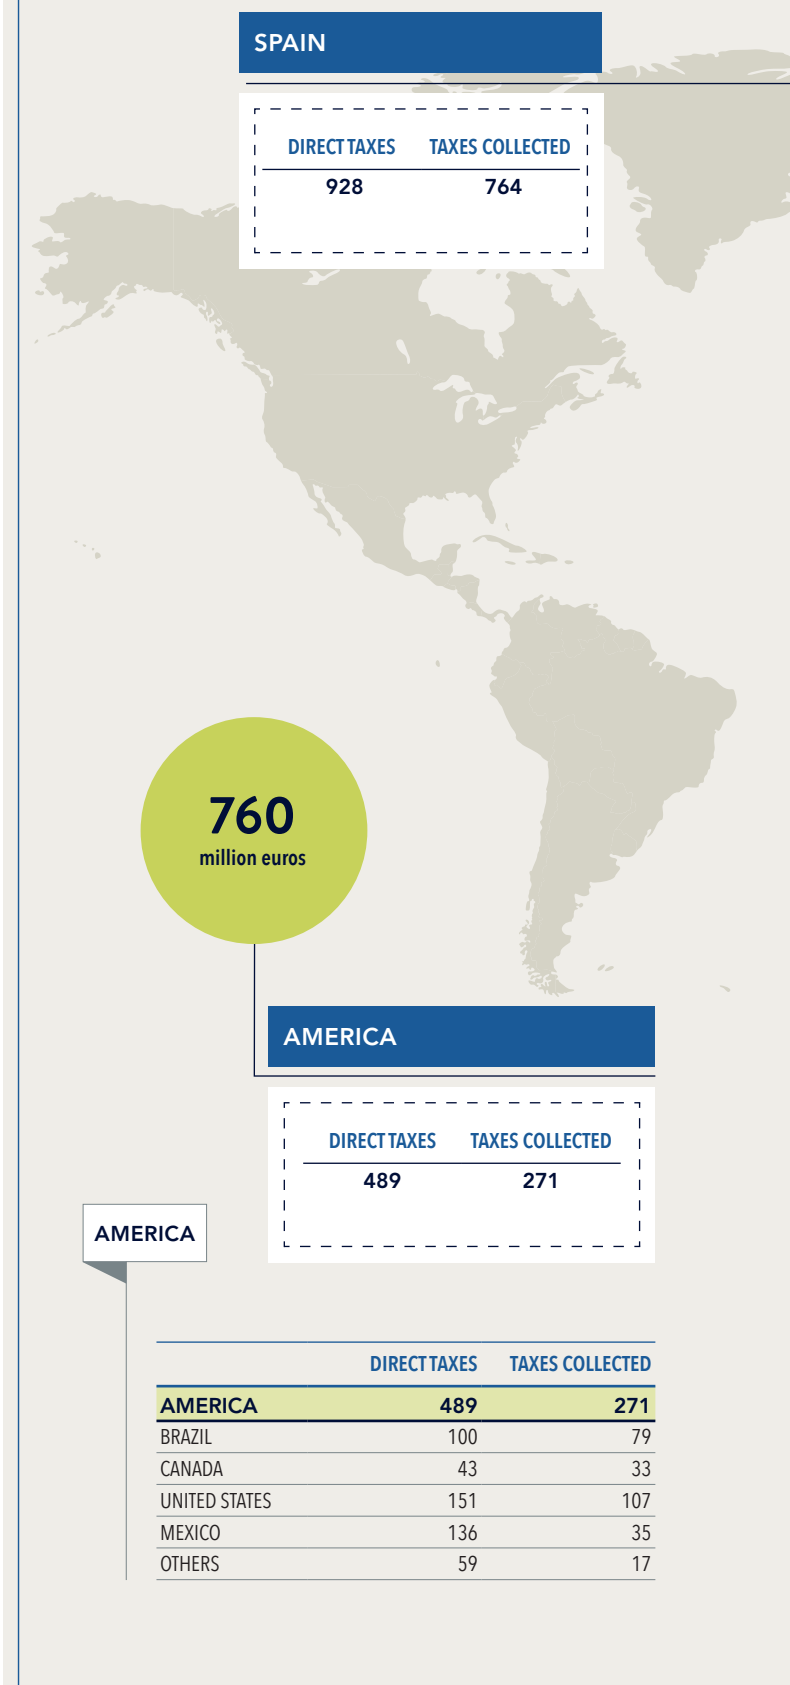 SPAIN
DIRECT TAXES TAXES COLLECTED
928 764
760
million euros
AMERICA
DIRECT TAXES TAXES COLLECTED
489 271
AMERICA
DIRECT TAXES TAXES COLLECTED
AMERICA 489 271
BRAZIL 100 79
CANADA 43 33
UNITED STATES 151 107
MEXICO 136 35
OTHERS 59 17